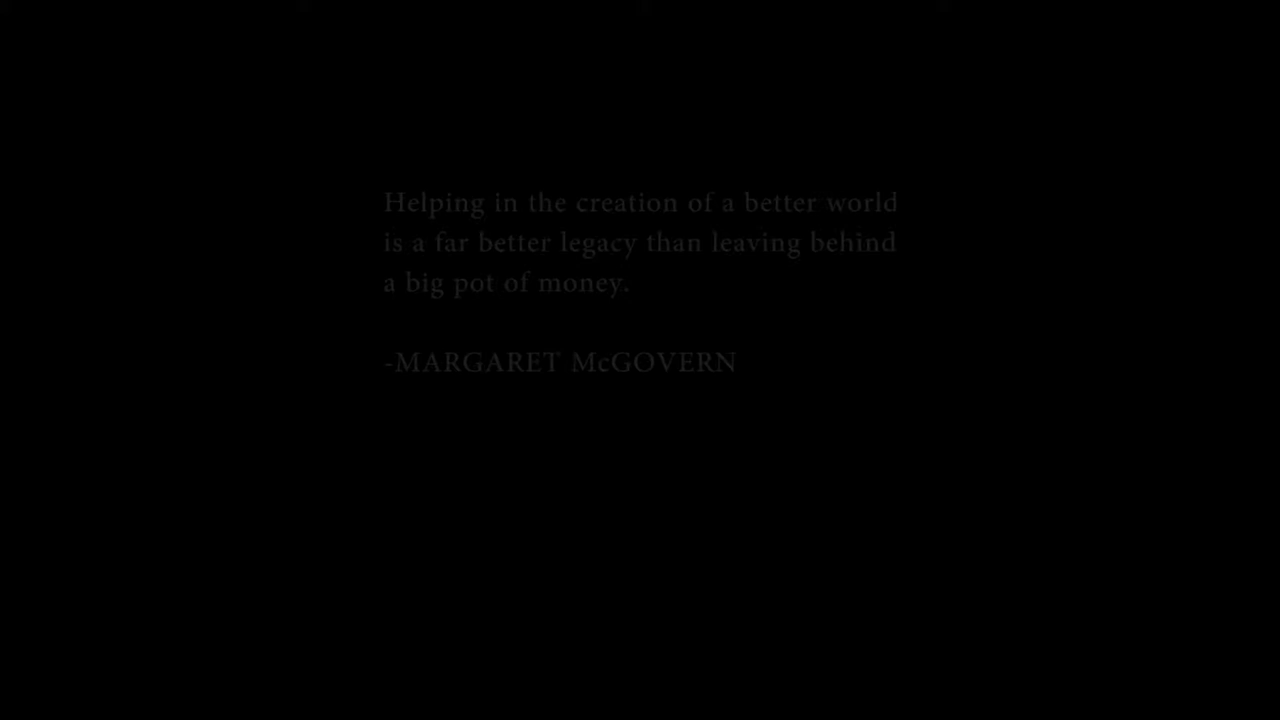 Helping in the creation of a better world
is a far better legacy than leaving behind
a big pot of money.
-MARGARET McGOVERN